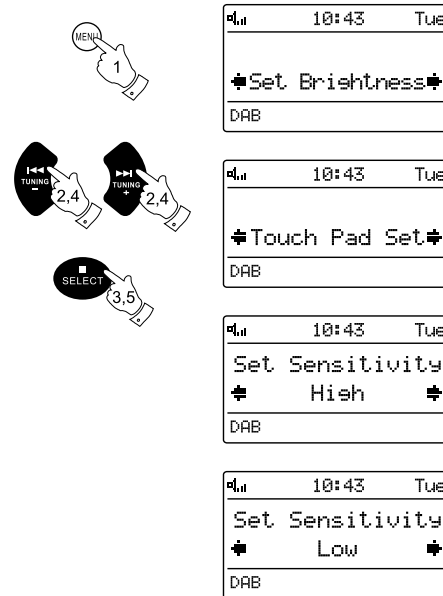 MENU
1
TUNING
−
2,4
TUNING
+
2,4
SELECT
3,5
10:43 Tue
Set Brightness
DAB
10:43 Tue
Touch Pad Set
DAB
10:43 Tue
Set Sensitivity
High
DAB
10:43 Tue
Set Sensitivity
Low
DAB